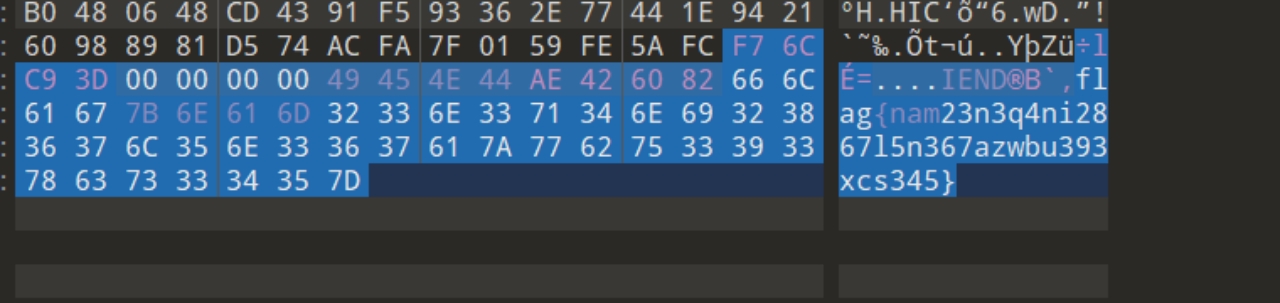 : B0 48 06 48 CD 43 91 F5 93 36 2E 77 44 1E 94 21 °H.HIC‘õ“6.wD.”!
: 60 98 89 81 D5 74 AC FA 7F 01 59 FE 5A FC F7 6C `˜‰.Õt¬ú..YþZü÷l
: C9 3D 00 00 00 00 49 45 4E 44 AE 42 60 82 66 6C É=....IEND®B`‚fl
: 61 67 7B 6E 61 6D 32 33 6E 33 71 34 6E 69 32 38 ag{nam23n3q4ni28
: 36 37 6C 35 6E 33 36 37 61 7A 77 62 75 33 39 33 67l5n367azwbu393
: 78 63 73 33 34 35 7D xcs345}